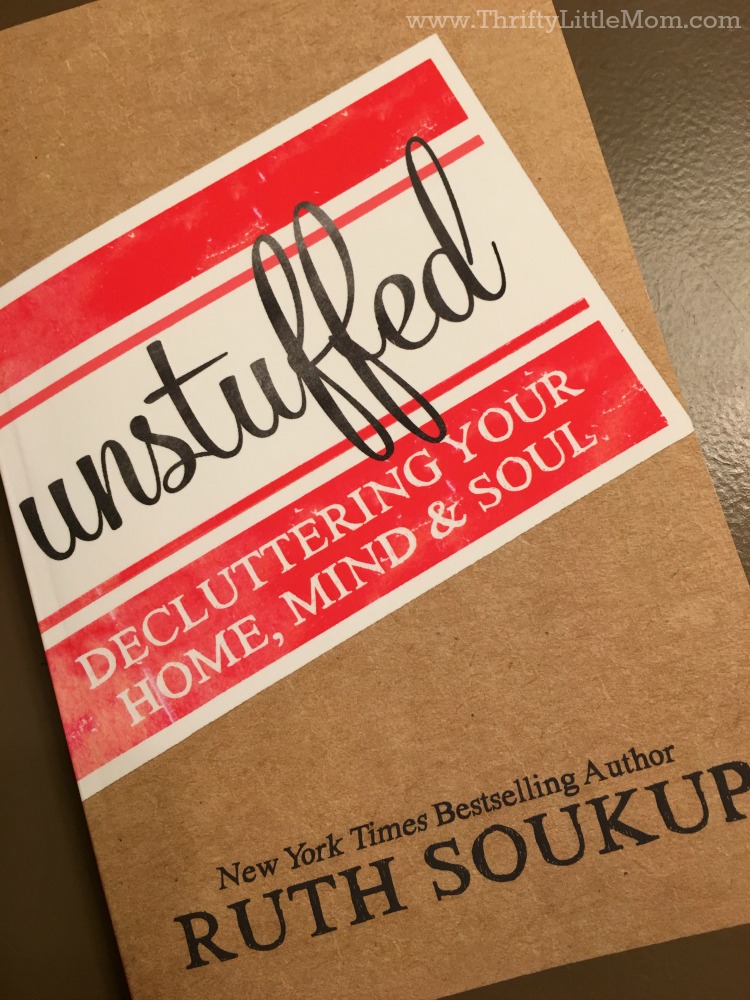 www.ThriftyLittleMom.com
unstuffed
DECLUTTERING YOUR
HOME, MIND & SOUL
New York Times Bestselling Author
RUTH SOUKUP